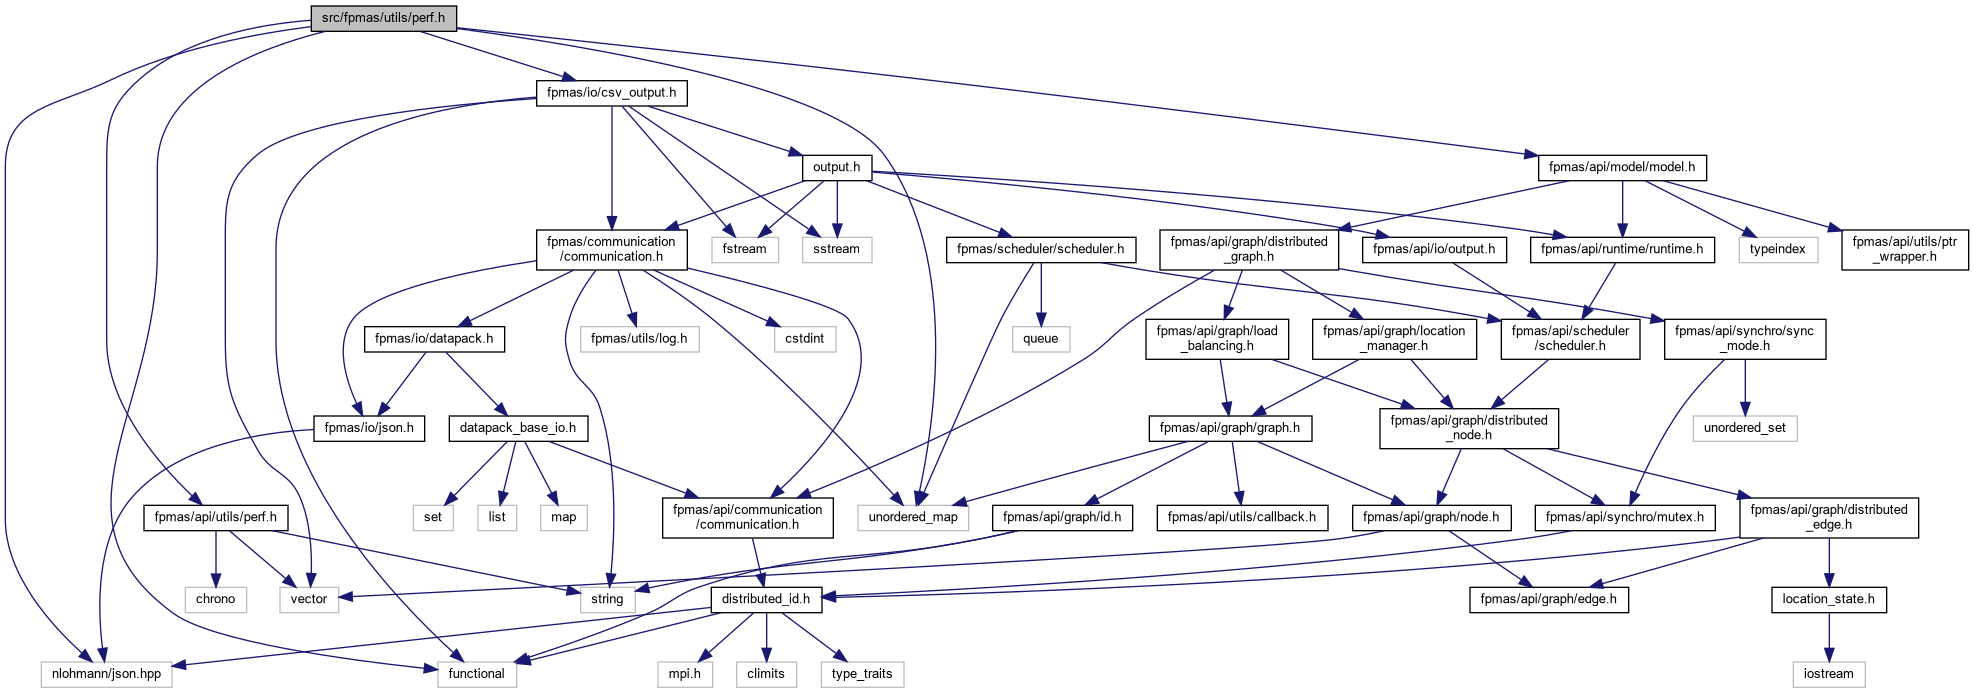 src/fpmas/utils/perf.h
fpmas/io/csv_output.h
output.h
fpmas/api/model/model.h
fpmas/communication
/communication.h
fstream
sstream
fpmas/scheduler/scheduler.h
fpmas/api/graph/distributed
_graph.h
fpmas/api/io/output.h
fpmas/api/runtime/runtime.h
typeindex
fpmas/api/utils/ptr
_wrapper.h
fpmas/io/datapack.h
fpmas/utils/log.h
cstdint
queue
fpmas/api/graph/load
_balancing.h
fpmas/api/graph/location
_manager.h
fpmas/api/scheduler
/scheduler.h
fpmas/api/synchro/sync
_mode.h
fpmas/io/json.h
datapack_base_io.h
fpmas/api/graph/graph.h
fpmas/api/graph/distributed
_node.h
unordered_set
fpmas/api/utils/perf.h
set
list
map
fpmas/api/communication
/communication.h
unordered_map
fpmas/api/graph/id.h
fpmas/api/utils/callback.h
fpmas/api/graph/node.h
fpmas/api/synchro/mutex.h
fpmas/api/graph/distributed
_edge.h
chrono
vector
string
distributed_id.h
fpmas/api/graph/edge.h
location_state.h
nlohmann/json.hpp
functional
mpi.h
climits
type_traits
iostream